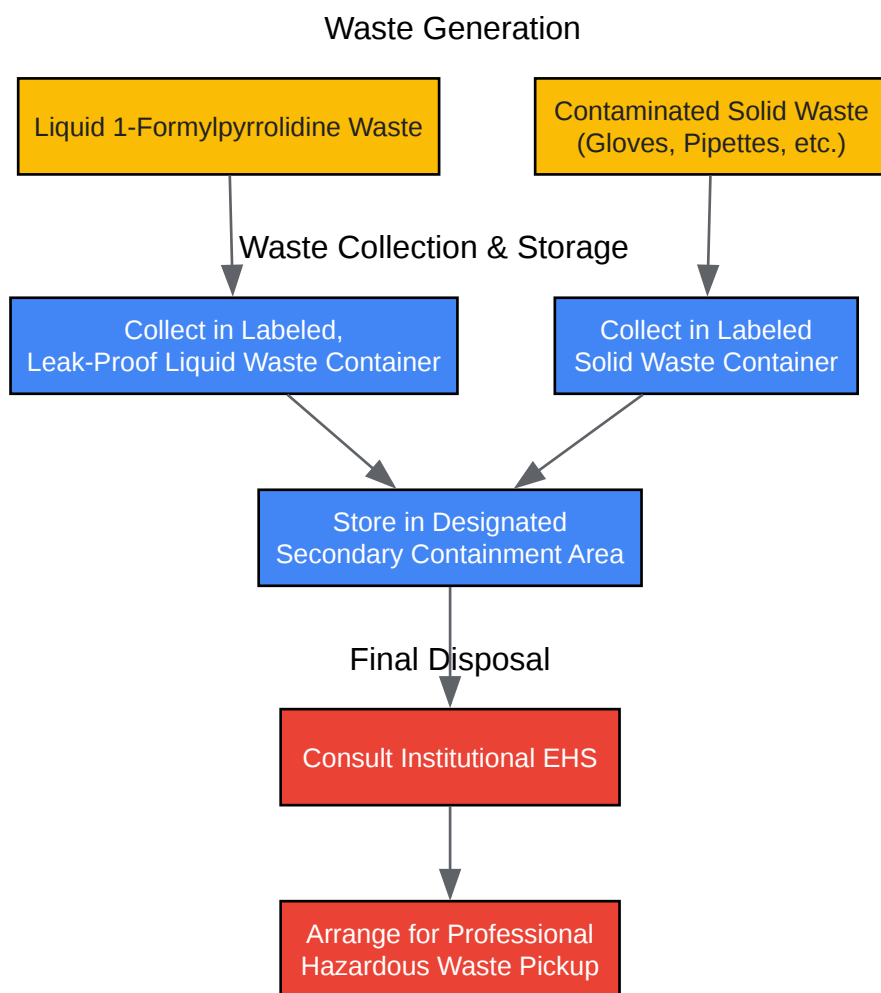 Waste Generation
Liquid 1-Formylpyrrolidine Waste
Contaminated Solid Waste
(Gloves, Pipettes, etc.)
Waste Collection & Storage
Collect in Labeled,
Leak-Proof Liquid Waste Container
Collect in Labeled
Solid Waste Container
Store in Designated
Secondary Containment Area
Final Disposal
Consult Institutional EHS
Arrange for Professional
Hazardous Waste Pickup